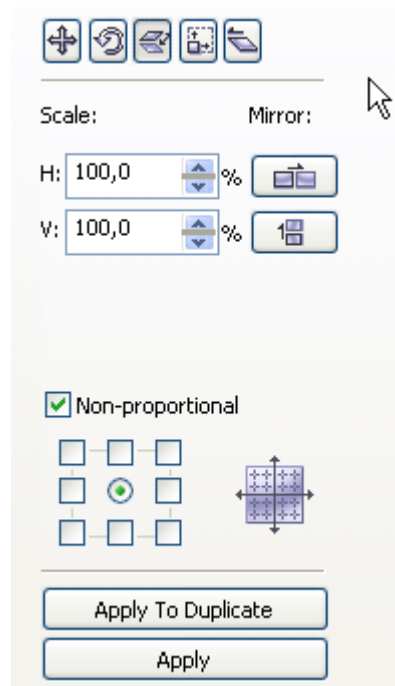 Scale: Mirror:
H: 100,0 %
V: 100,0 %
Non-proportional
Apply To Duplicate
Apply